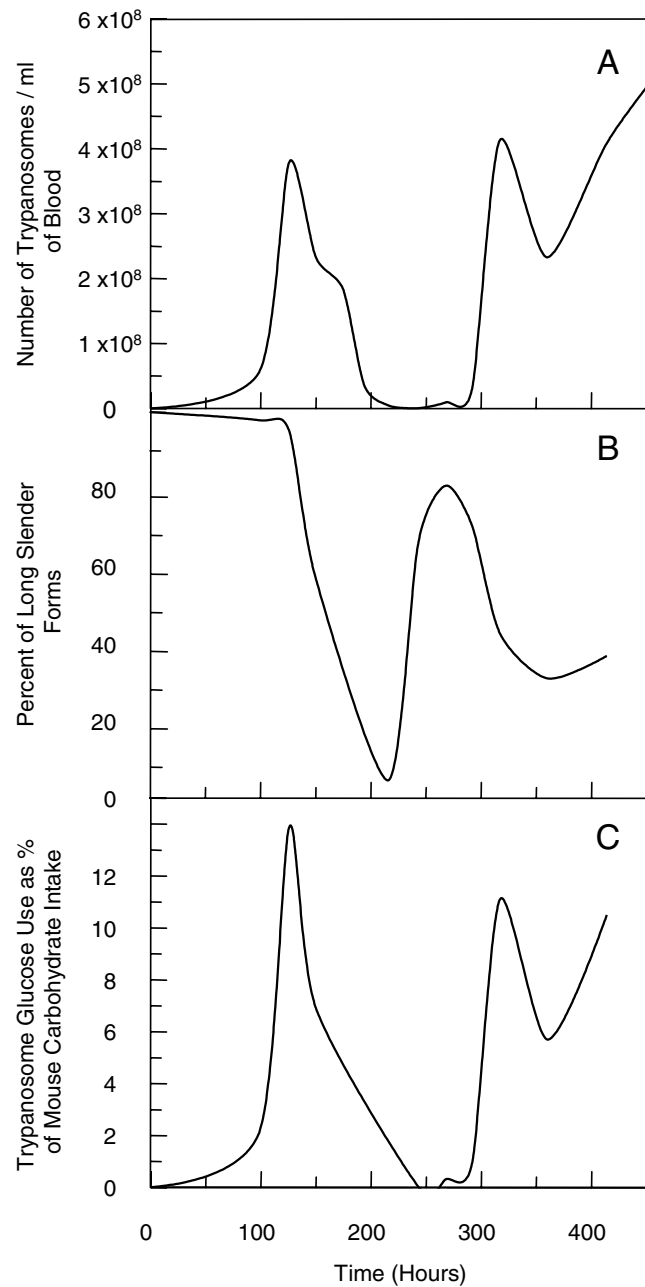 A
Number of Trypanosomes / ml
of Blood
6 x10⁸
5 x10⁸
4 x10⁸
3 x10⁸
2 x10⁸
1 x10⁸
0
B
Percent of Long Slender
Forms
80
60
40
20
0
C
Trypanosome Glucose Use as %
of Mouse Carbohydrate Intake
12
10
8
6
4
2
0
0 100 200 300 400
Time (Hours)